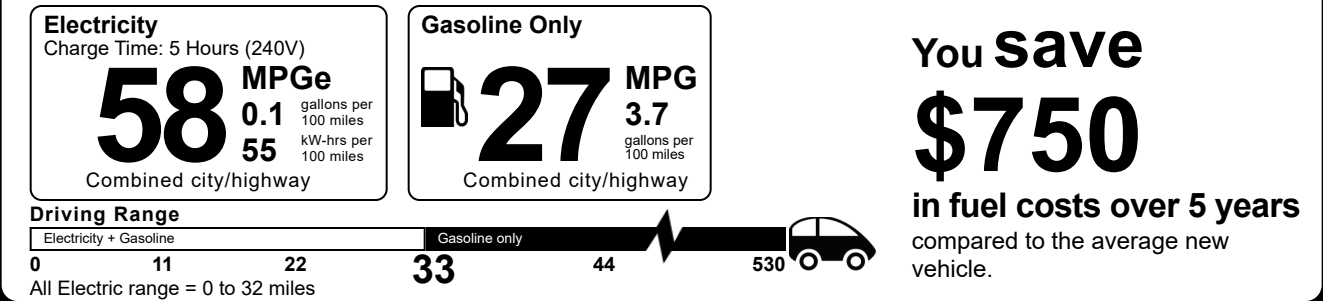 Electricity
Charge Time: 5 Hours (240V)
58 MPGe
0.1 gallons per
100 miles
55 kW-hrs per
100 miles
Combined city/highway
Gasoline Only
27 MPG
3.7
gallons per
100 miles
Combined city/highway
Driving Range
Electricity + Gasoline Gasoline only
0 11 22 33 44 530
All Electric range = 0 to 32 miles
You save
$750
in fuel costs over 5 years
compared to the average new
vehicle.